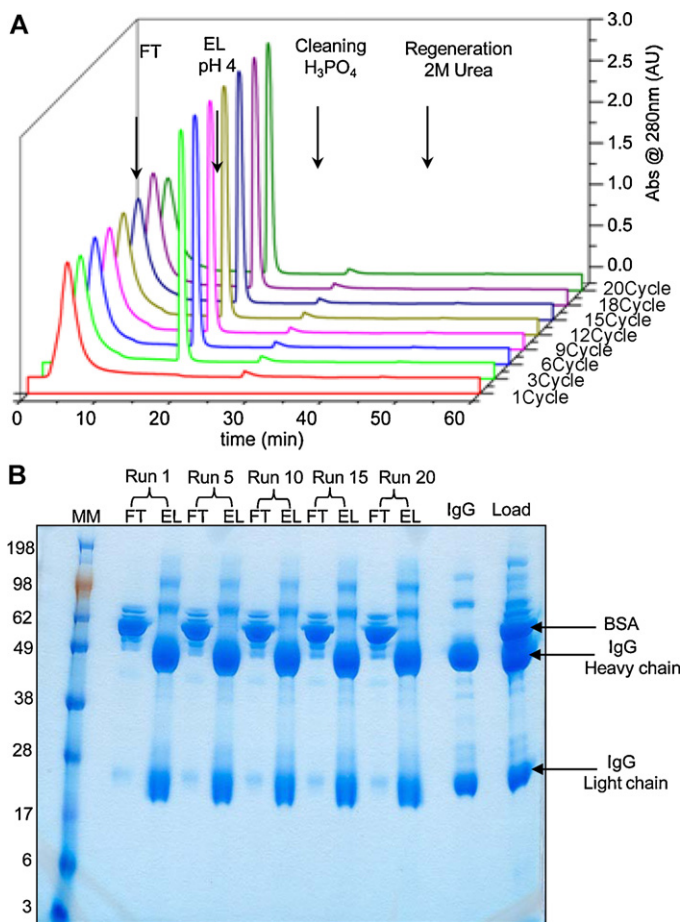 A
FT
EL
pH 4
Cleaning
H₃PO₄
Regeneration
2M Urea
3.0
2.5
2.0
1.5
1.0
0.5
0.0
Abs @ 280nm (AU)
20Cycle
18Cycle
15Cycle
12Cycle
9Cycle
6Cycle
3Cycle
1Cycle
0 10 20 30 40 50 60
time (min)
B
Run 1 Run 5 Run 10 Run 15 Run 20
MM FT EL FT EL FT EL FT EL FT EL IgG Load
198
98
62
49
38
28
17
6
3
BSA
IgG
Heavy chain
IgG
Light chain